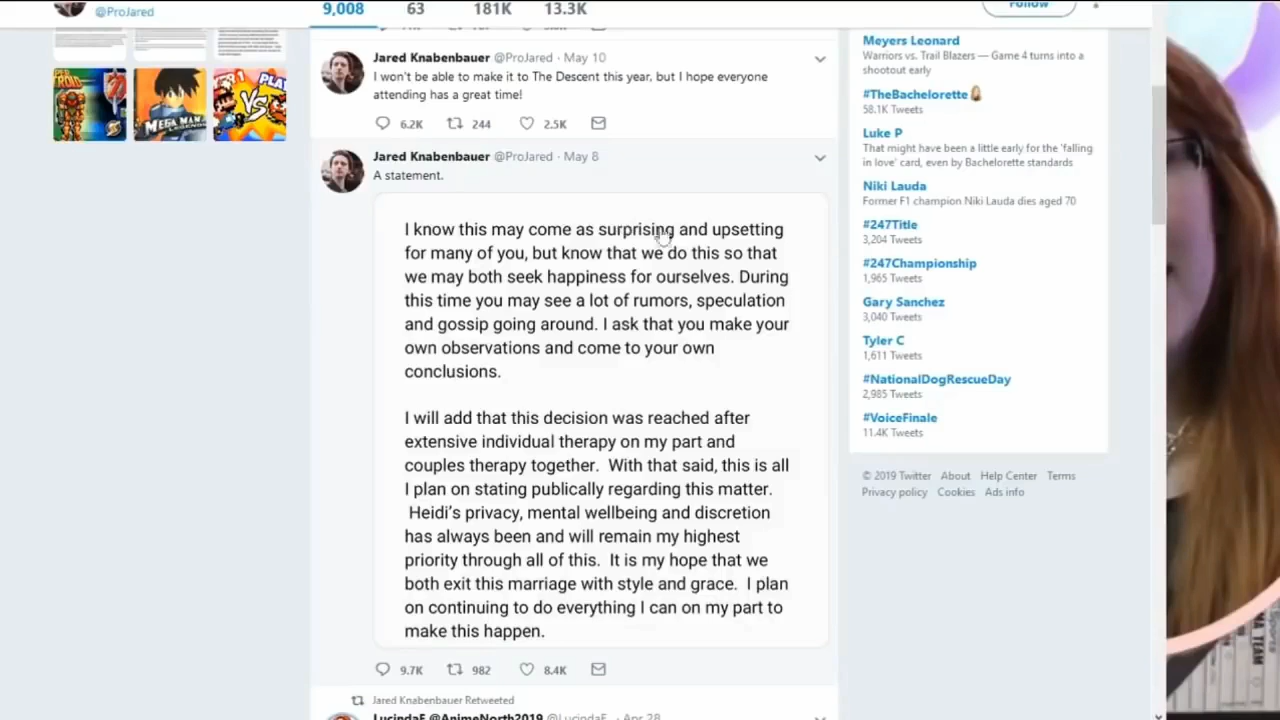 @ProJared
9,008 63 181K 13.3K
Follow
Jared Knabenbauer @ProJared · May 10
I won't be able to make it to The Descent this year, but I hope everyone
attending has a great time!
6.2K 244 2.5K
Jared Knabenbauer @ProJared · May 8
A statement.
I know this may come as surprising and upsetting
for many of you, but know that we do this so that
we may both seek happiness for ourselves. During
this time you may see a lot of rumors, speculation
and gossip going around. I ask that you make your
own observations and come to your own
conclusions.
I will add that this decision was reached after
extensive individual therapy on my part and
couples therapy together. With that said, this is all
I plan on stating publically regarding this matter.
Heidi's privacy, mental wellbeing and discretion
has always been and will remain my highest
priority through all of this. It is my hope that we
both exit this marriage with style and grace. I plan
on continuing to do everything I can on my part to
make this happen.
9.7K 982 8.4K
Jared Knabenbauer Retweeted
LucindaE @AnimeNorth2019 @LucindaE_ · Apr 28
MEGA MAN
VS
Meyers Leonard
Warriors vs. Trail Blazers — Game 4 turns into a
shootout early
#TheBachelorette
58.1K Tweets
Luke P
That might have been a little early for the 'falling
in love' card, even by Bachelorette standards
Niki Lauda
Former F1 champion Niki Lauda dies aged 70
#247Title
3,204 Tweets
#247Championship
1,965 Tweets
Gary Sanchez
3,040 Tweets
Tyler C
1,611 Tweets
#NationalDogRescueDay
2,985 Tweets
#VoiceFinale
11.4K Tweets
© 2019 Twitter About Help Center Terms
Privacy policy Cookies Ads info